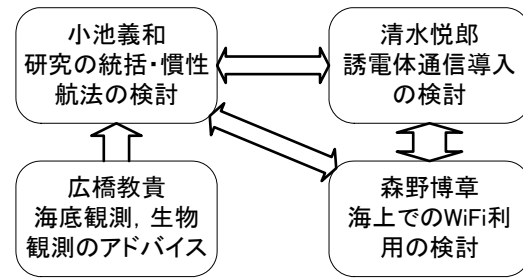 小池義和
研究の統括・慣性
航法の検討
清水悦郎
誘電体通信導入
の検討
広橋教貴
海底観測，生物
観測のアドバイス
森野博章
海上でのWiFi利
用の検討